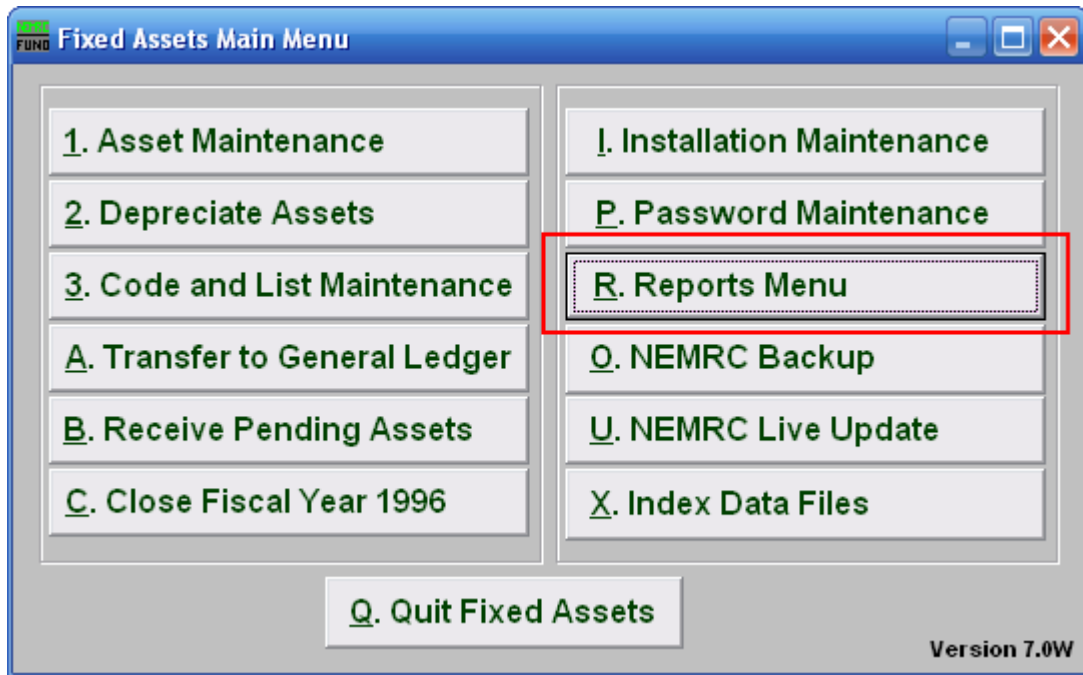 NEMRC
FUND Fixed Assets Main Menu
1. Asset Maintenance
2. Depreciate Assets
3. Code and List Maintenance
A. Transfer to General Ledger
B. Receive Pending Assets
C. Close Fiscal Year 1996
I. Installation Maintenance
P. Password Maintenance
R. Reports Menu
O. NEMRC Backup
U. NEMRC Live Update
X. Index Data Files
Q. Quit Fixed Assets
Version 7.0W